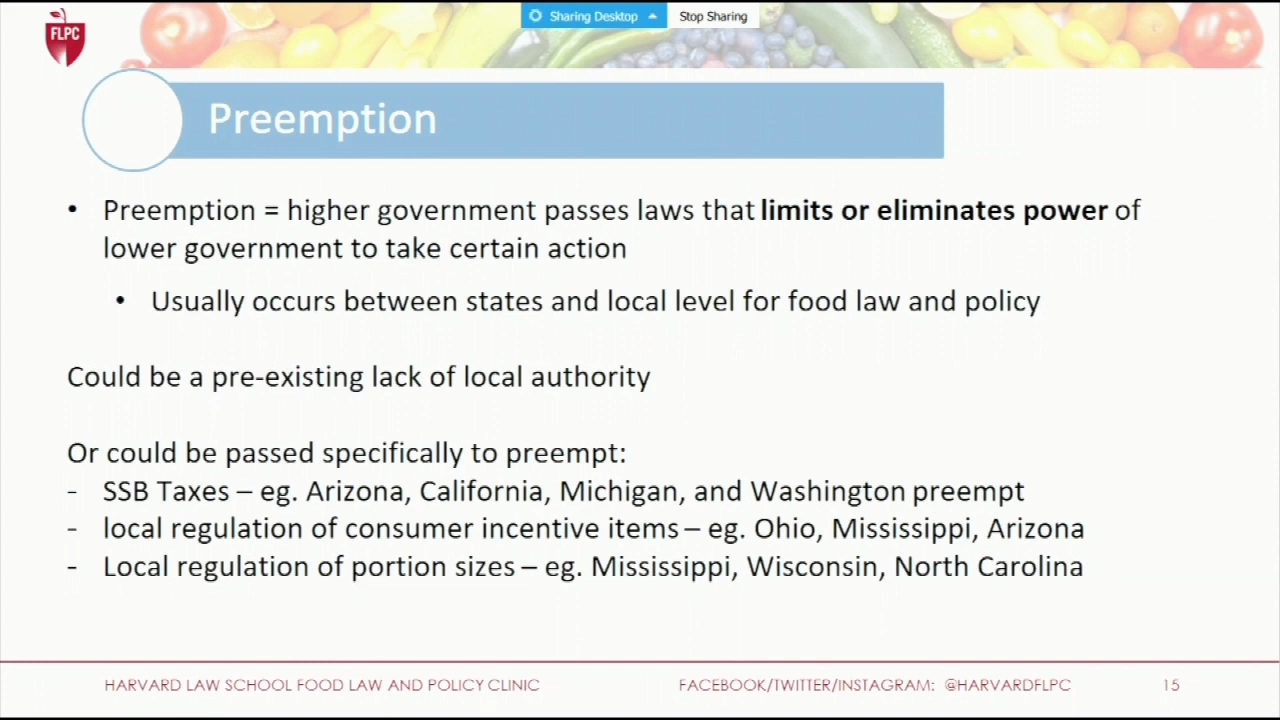 FLPC
Sharing Desktop
Stop Sharing
Preemption
• Preemption = higher government passes laws that limits or eliminates power of
lower government to take certain action
• Usually occurs between states and local level for food law and policy
Could be a pre-existing lack of local authority
Or could be passed specifically to preempt:
- SSB Taxes – eg. Arizona, California, Michigan, and Washington preempt
- local regulation of consumer incentive items – eg. Ohio, Mississippi, Arizona
- Local regulation of portion sizes – eg. Mississippi, Wisconsin, North Carolina
HARVARD LAW SCHOOL FOOD LAW AND POLICY CLINIC
FACEBOOK/TWITTER/INSTAGRAM: @HARVARDFLPC
15